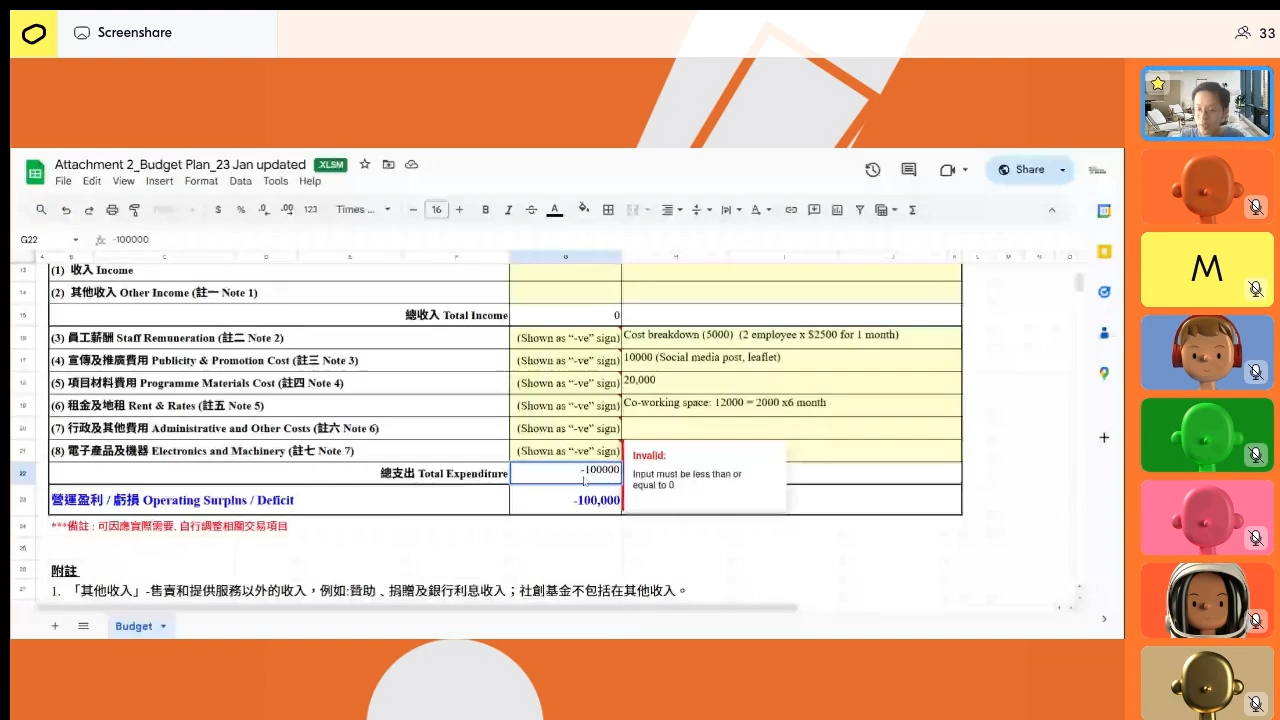 Screenshare
33
Attachment 2_Budget Plan_23 Jan updated .XLSM
File Edit View Insert Format Data Tools Help
Share
$ % .0 .00 123 Times ... 16 B I A
G22 fx -100000
(1) 收入 Income
14 (2) 其他收入 Other Income (註一 Note 1)
15 總收入 Total Income 0
(3) 員工薪酬 Staff Remuneration (註二 Note 2) (Shown as “-ve” sign) Cost breakdown (5000) (2 employee x $2500 for 1 month)
(4) 宣傳及推廣費用 Publicity & Promotion Cost (註三 Note 3) (Shown as “-ve” sign) 10000 (Social media post, leaflet)
(5) 項目材料費用 Programme Materials Cost (註四 Note 4) (Shown as “-ve” sign) 20,000
(6) 租金及地租 Rent & Rates (註五 Note 5) (Shown as “-ve” sign) Co-working space: 12000 = 2000 x6 month
(7) 行政及其他費用 Administrative and Other Costs (註六 Note 6) (Shown as “-ve” sign)
21 (8) 電子產品及機器 Electronics and Machinery (註七 Note 7) (Shown as “-ve” sign)
22 總支出 Total Expenditure -100000
Invalid:
Input must be less than or
equal to 0
23 營運盈利 / 虧損 Operating Surplus / Deficit -100,000
24 ***備註 : 可因應實際需要, 自行調整相關交易項目
25
26 附註
27 1. 「其他收入」-售賣和提供服務以外的收入，例如:贊助、捐贈及銀行利息收入；社創基金不包括在其他收入。
Budget
M